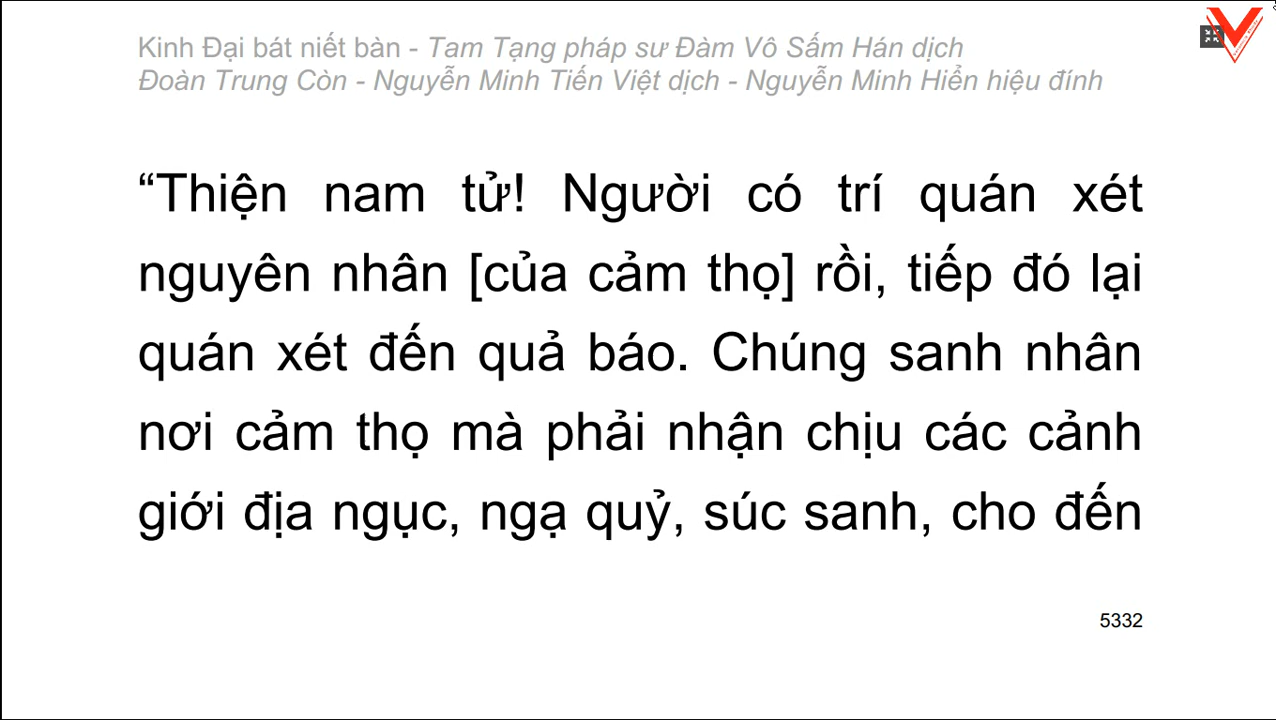 Kinh Đại bát niết bàn - Tam Tạng pháp sư Đàm Vô Sấm Hán dịch
Đoàn Trung Còn - Nguyễn Minh Tiến Việt dịch - Nguyễn Minh Hiển hiệu đính
“Thiện nam tử! Người có trí quán xét
nguyên nhân [của cảm thọ] rồi, tiếp đó lại
quán xét đến quả báo. Chúng sanh nhân
nơi cảm thọ mà phải nhận chịu các cảnh
giới địa ngục, ngạ quỷ, súc sanh, cho đến
5332